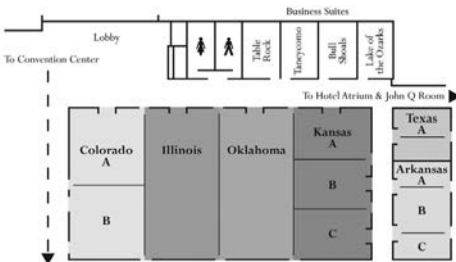 Business Suites
Lobby
Table
Rock
Taneycomo
Bull
Shoals
Lake of
the Ozarks
To Convention Center
To Hotel Atrium & John Q Room
Colorado
A
B
Illinois
Oklahoma
Kansas
A
B
C
Texas
A
Arkansas
A
B
C